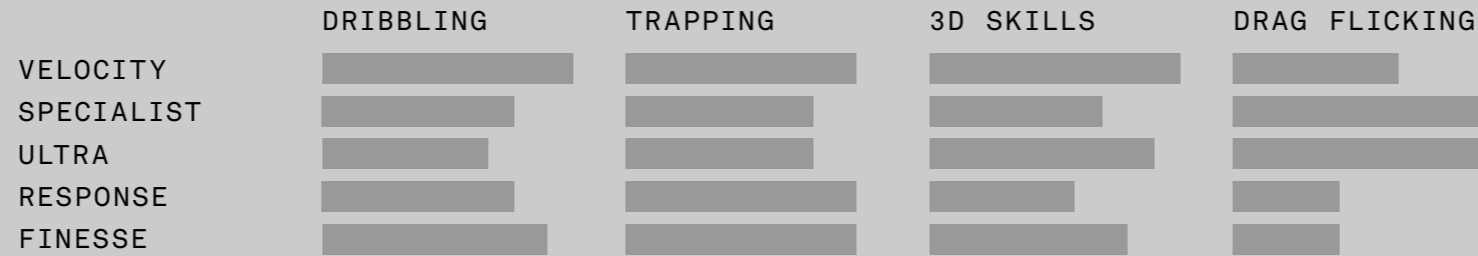 DRIBBLING TRAPPING 3D SKILLS DRAG FLICKING
VELOCITY
SPECIALIST
ULTRA
RESPONSE
FINESSE